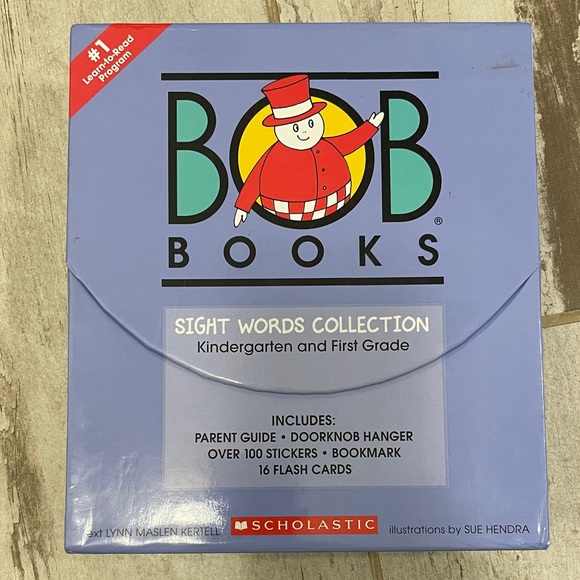 #1
Learn-to-Read
Program
BOB
BOOKS®
SIGHT WORDS COLLECTION
Kindergarten and First Grade
INCLUDES:
PARENT GUIDE • DOORKNOB HANGER
OVER 100 STICKERS • BOOKMARK
16 FLASH CARDS
ext LYNN MASLEN KERTELL SCHOLASTIC illustrations by SUE HENDRA